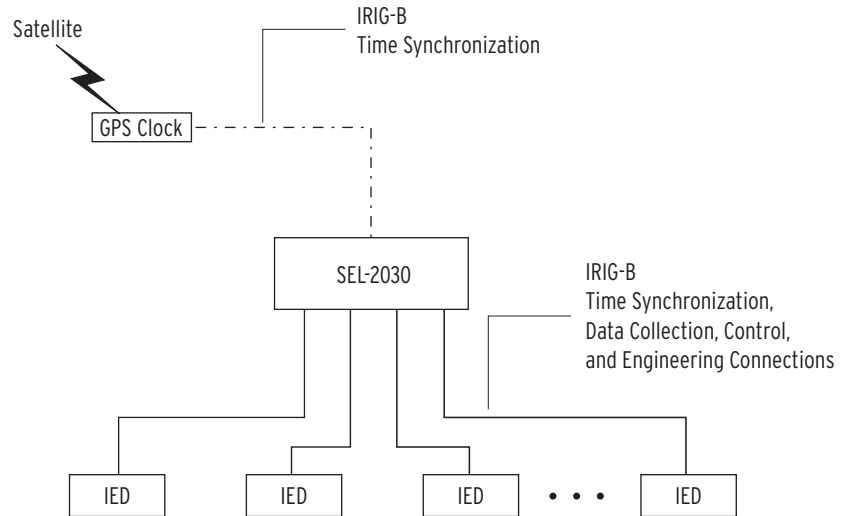 IRIG-B
Time Synchronization
Satellite
GPS Clock
SEL-2030
IRIG-B
Time Synchronization,
Data Collection, Control,
and Engineering Connections
IED
IED
IED
IED